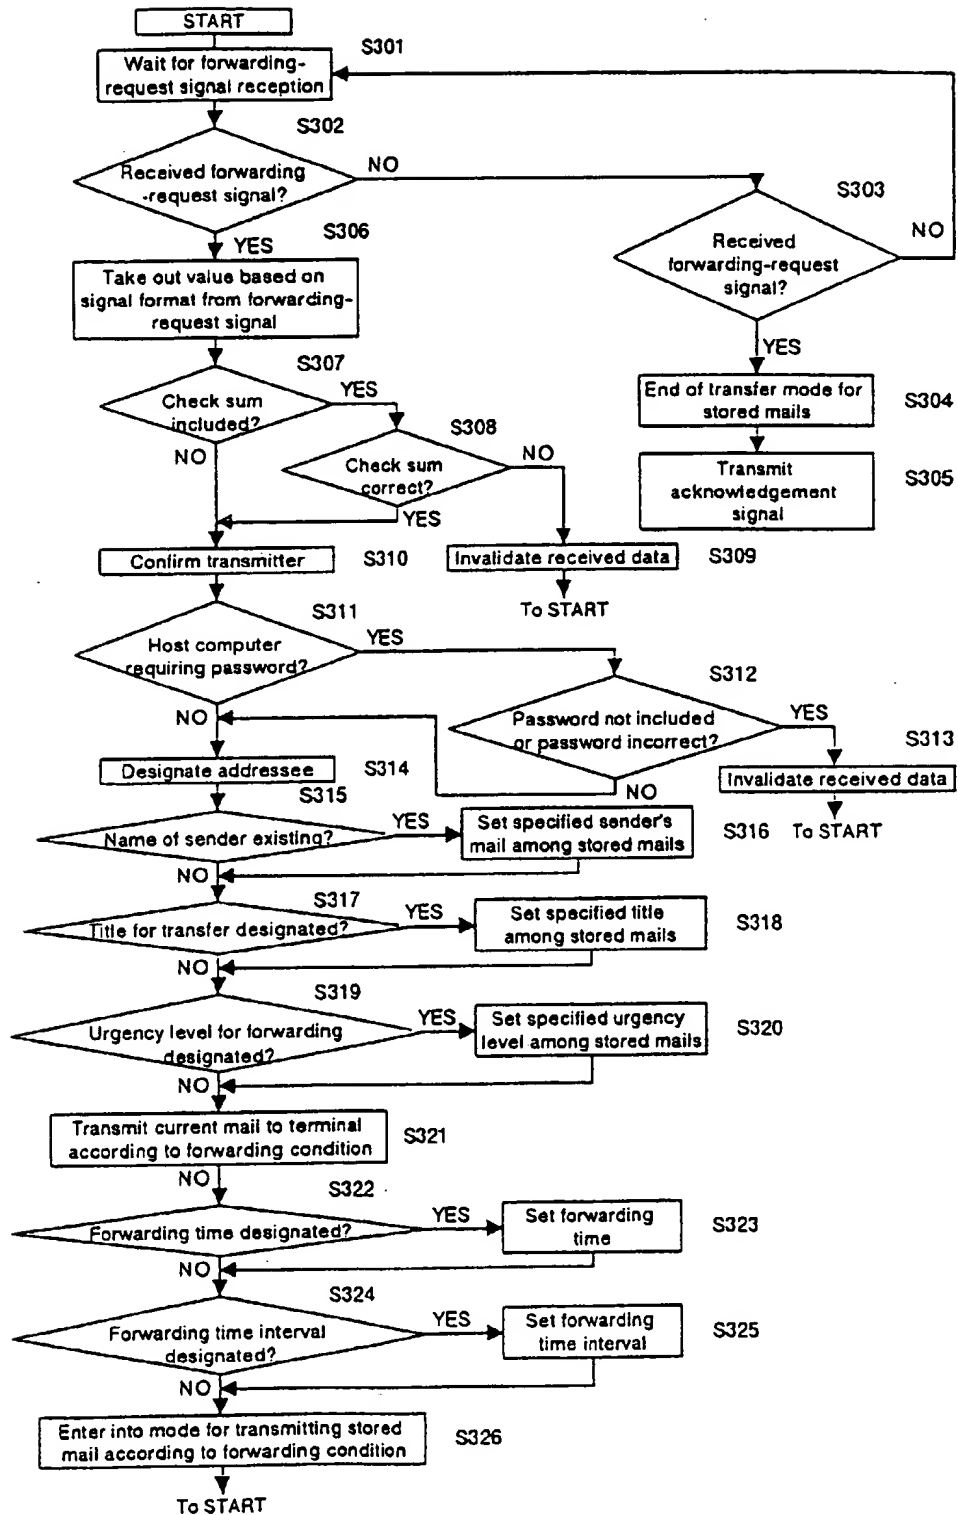 START
S301
Wait for forwarding-
request signal reception
S302
Received forwarding
-request signal?
NO
S303
Received
forwarding-request
signal?
NO
YES
S304
End of transfer mode for
stored mails
S305
Transmit
acknowledgement
signal
YES
S306
Take out value based on
signal format from forwarding-
request signal
S307
Check sum
included?
YES
NO
S308
Check sum
correct?
NO
YES
Invalidate received data
S309
To START
Confirm transmitter
S310
S311
Host computer
requiring password?
YES
NO
S312
Password not included
or password incorrect?
YES
NO
S313
Invalidate received data
To START
Designate addressee
S314
S315
Name of sender existing?
YES
NO
Set specified sender's
mail among stored mails
S316
S317
Title for transfer designated?
YES
NO
Set specified title
among stored mails
S318
S319
Urgency level for forwarding
designated?
YES
NO
Set specified urgency
level among stored mails
S320
Transmit current mail to terminal
according to forwarding condition
S321
NO
S322
Forwarding time designated?
YES
NO
Set forwarding
time
S323
S324
Forwarding time interval
designated?
YES
NO
Set forwarding
time interval
S325
Enter into mode for transmitting stored
mail according to forwarding condition
S326
To START